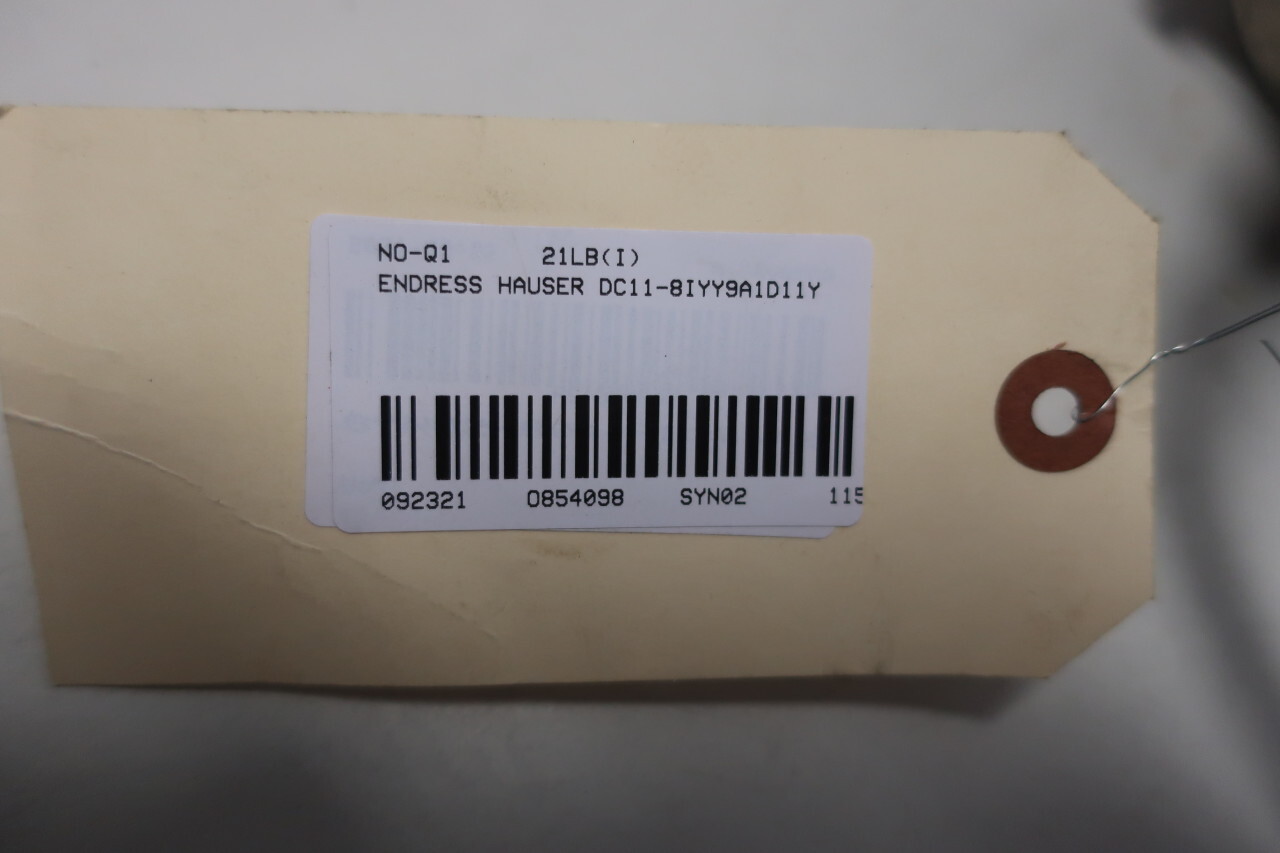 NO-Q1 21LB(I)
ENDRESS HAUSER DC11-8IYY9A1D11Y
092321 0854098 SYN02 115